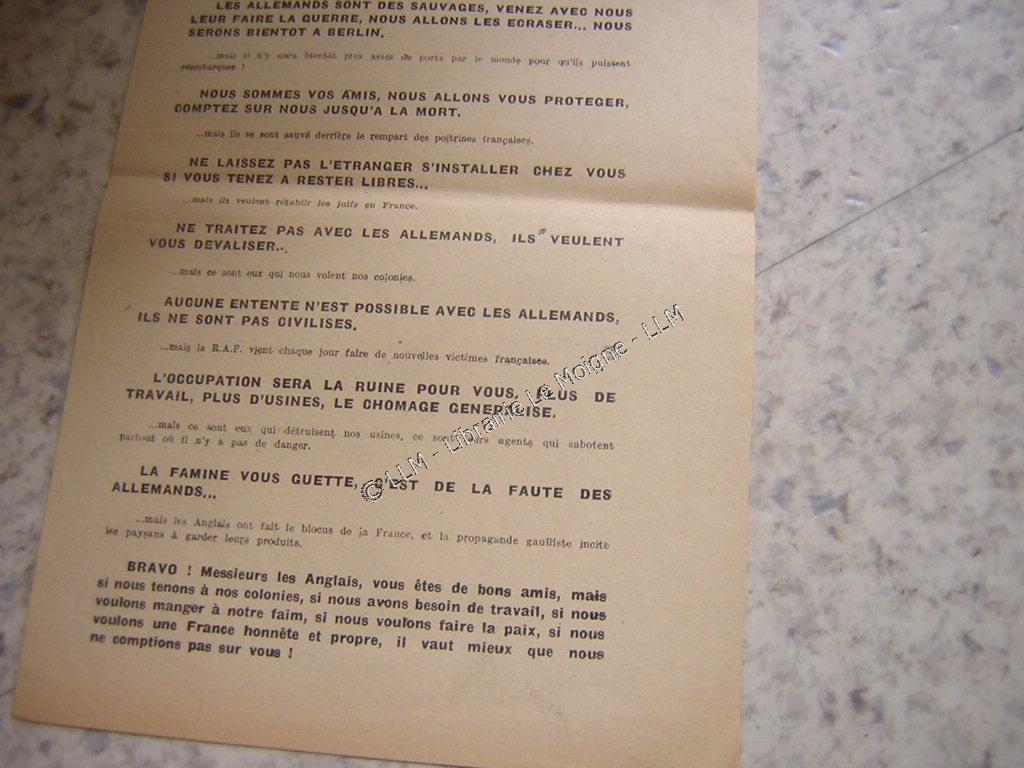 LES ALLEMANDS SONT DES SAUVAGES, VENEZ AVEC NOUS
LEUR FAIRE LA GUERRE, NOUS ALLONS LES ECRASER... NOUS
SERONS BIENTOT A BERLIN.
...mais il n'y aura bientôt plus assez de ports par le monde pour qu'ils puissent
réembarquer !
NOUS SOMMES VOS AMIS, NOUS ALLONS VOUS PROTEGER,
COMPTEZ SUR NOUS JUSQU'A LA MORT.
...mais ils se sont sauvé derrière le rempart des poitrines françaises.
NE LAISSEZ PAS L'ETRANGER S'INSTALLER CHEZ VOUS
SI VOUS TENEZ A RESTER LIBRES...
...mais ils veulent rétablir les juifs en France.
NE TRAITEZ PAS AVEC LES ALLEMANDS, ILS VEULENT
VOUS DEVALISER..
...mais ce sont eux qui nous volent nos colonies.
AUCUNE ENTENTE N'EST POSSIBLE AVEC LES ALLEMANDS,
ILS NE SONT PAS CIVILISES.
...mais la R.A.F. vient chaque jour faire de nouvelles victimes françaises.
L'OCCUPATION SERA LA RUINE POUR VOUS. PLUS DE
TRAVAIL, PLUS D'USINES, LE CHOMAGE GENERALISE.
...mais ce sont eux qui détruisent nos usines, ce sont leurs agents qui sabotent
partout où il n'y a pas de danger.
LA FAMINE VOUS GUETTE, C'EST DE LA FAUTE DES
ALLEMANDS...
...mais les Anglais ont fait le blocus de la France, et la propagande gaulliste incite
les paysans à garder leurs produits.
BRAVO ! Messieurs les Anglais, vous êtes de bons amis, mais
si nous tenons à nos colonies, si nous avons besoin de travail, si nous
voulons manger à notre faim, si nous voulons faire la paix, si nous
voulons une France honnête et propre, il vaut mieux que nous
ne comptions pas sur vous !
© LLM - Librairie Le Moigne - LLM